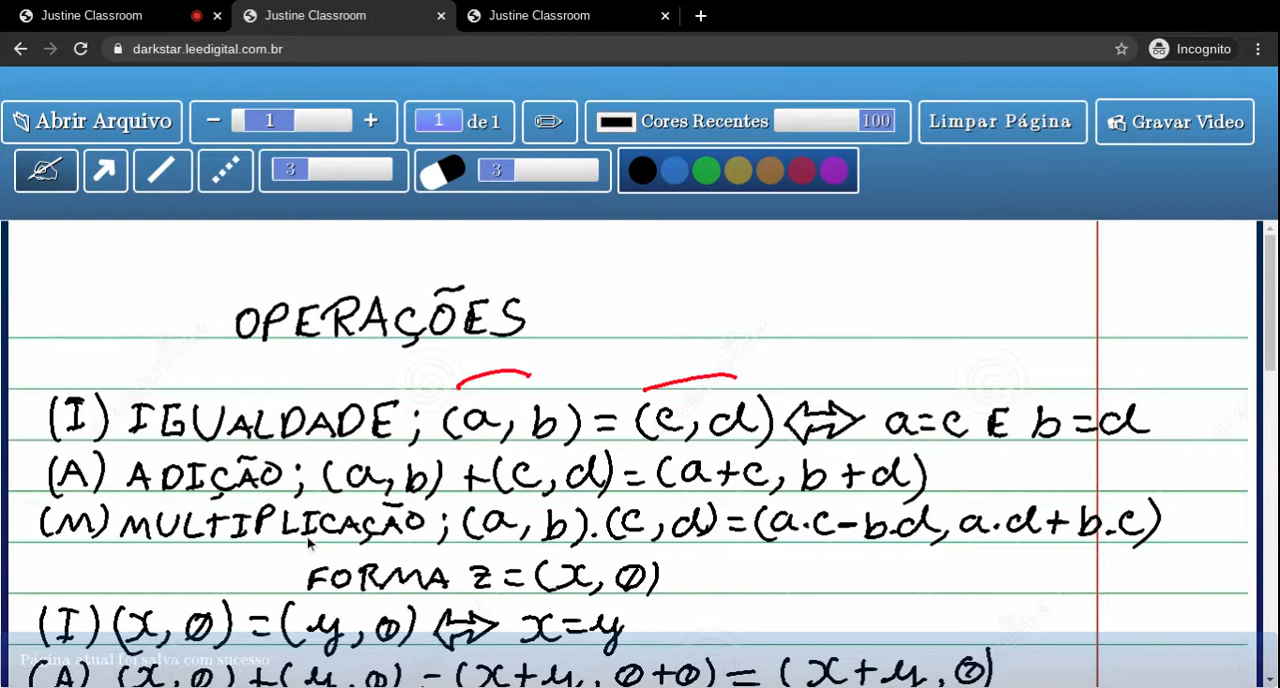 Justine Classroom
Justine Classroom
Justine Classroom
darkstar.leedigital.com.br
Incognito
Abrir Arquivo
− 1 +
1 de 1
Cores Recentes 100
Limpar Página
Gravar Video
3
3
OPERAÇÕES
(I) IGUALDADE; (a, b) = (c, d) ⇔ a=c E b=d
(A) ADIÇÃO; (a, b) + (c, d) = (a+c, b+d)
(M) MULTIPLICAÇÃO; (a, b).(c, d) = (a.c-b.d, a.d+b.c)
FORMA z = (x, 0)
(I) (x, 0) = (y, 0) ⇔ x=y
Página atual foi salva com sucesso
(A) (x, 0) + (y, 0) = (x+y, 0+0) = (x+y, 0)